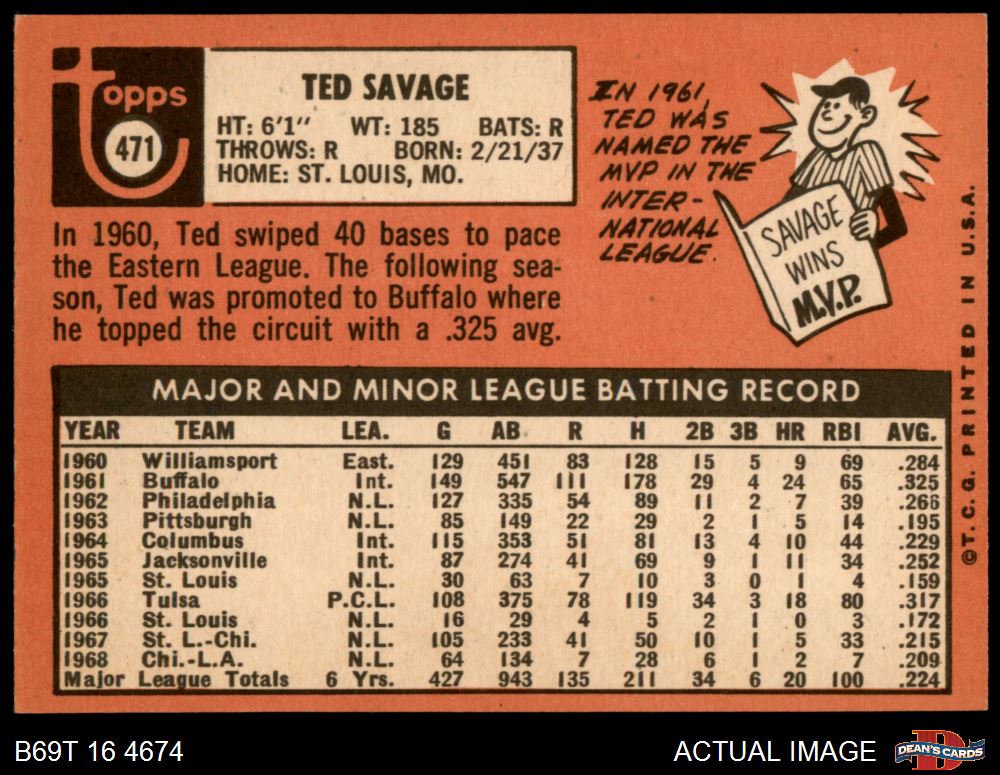 topps
471
TED SAVAGE
HT: 6'1" WT: 185 BATS: R
THROWS: R BORN: 2/21/37
HOME: ST. LOUIS, MO.
In 1960, Ted swiped 40 bases to pace
the Eastern League. The following sea-
son, Ted was promoted to Buffalo where
he topped the circuit with a .325 avg.
IN 1961,
TED WAS
NAMED THE
MVP IN THE
INTER-
NATIONAL
LEAGUE.
SAVAGE
WINS
M.V.P.
MAJOR AND MINOR LEAGUE BATTING RECORD
YEAR TEAM LEA. G AB R H 2B 3B HR RBI AVG.
1960 Williamsport East. 129 451 83 128 15 5 9 69 .284
1961 Buffalo Int. 149 547 111 178 29 4 24 65 .325
1962 Philadelphia N.L. 127 335 54 89 11 2 7 39 .266
1963 Pittsburgh N.L. 85 149 22 29 2 1 5 14 .195
1964 Columbus Int. 115 353 51 81 13 4 10 44 .229
1965 Jacksonville Int. 87 274 41 69 9 1 11 34 .252
1965 St. Louis N.L. 30 63 7 10 3 0 1 4 .159
1966 Tulsa P.C.L. 108 375 78 119 34 3 18 80 .317
1966 St. Louis N.L. 16 29 4 5 2 1 0 3 .172
1967 St. L.-Chi. N.L. 105 233 41 50 10 1 5 33 .215
1968 Chi.-L.A. N.L. 64 134 7 28 6 1 2 7 .209
Major League Totals 6 Yrs. 427 943 135 211 34 6 20 100 .224
©T. C. G. PRINTED IN U.S.A.
B69T 16 4674
ACTUAL IMAGE
D
DEAN'S CARDS